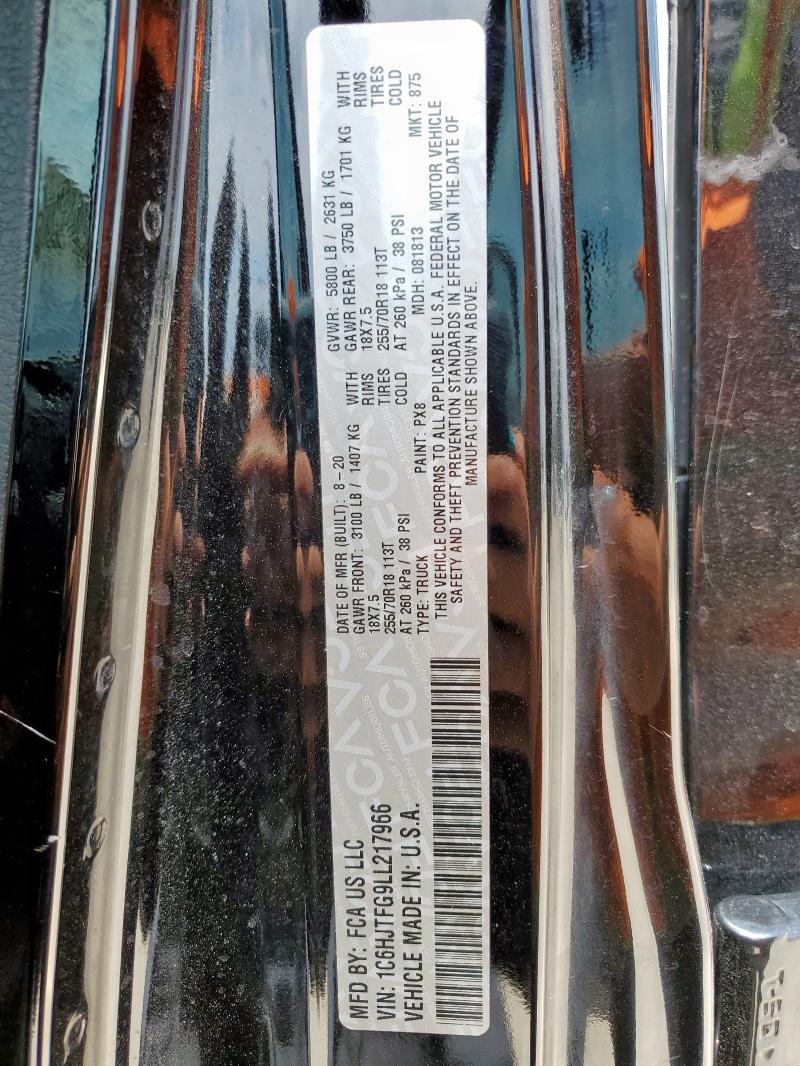 MFD BY: FCA US LLC
VIN: 1C6HJTFG9LL217966
VEHICLE MADE IN: U.S.A.
DATE OF MFR (BUILT): 8-20 GVWR: 5800 LB / 2631 KG
GAWR FRONT: 3100 LB / 1407 KG WITH GAWR REAR: 3750 LB / 1701 KG WITH
18X7.5 RIMS 18X7.5 RIMS
255/70R18 113T TIRES 255/70R18 113T TIRES
AT 260 kPa / 38 PSI COLD AT 260 kPa / 38 PSI COLD
TYPE: TRUCK PAINT: PX8 MDH: 081813 MKT: 875
THIS VEHICLE CONFORMS TO ALL APPLICABLE U.S.A. FEDERAL MOTOR VEHICLE
SAFETY AND THEFT PREVENTION STANDARDS IN EFFECT ON THE DATE OF
MANUFACTURE SHOWN ABOVE.